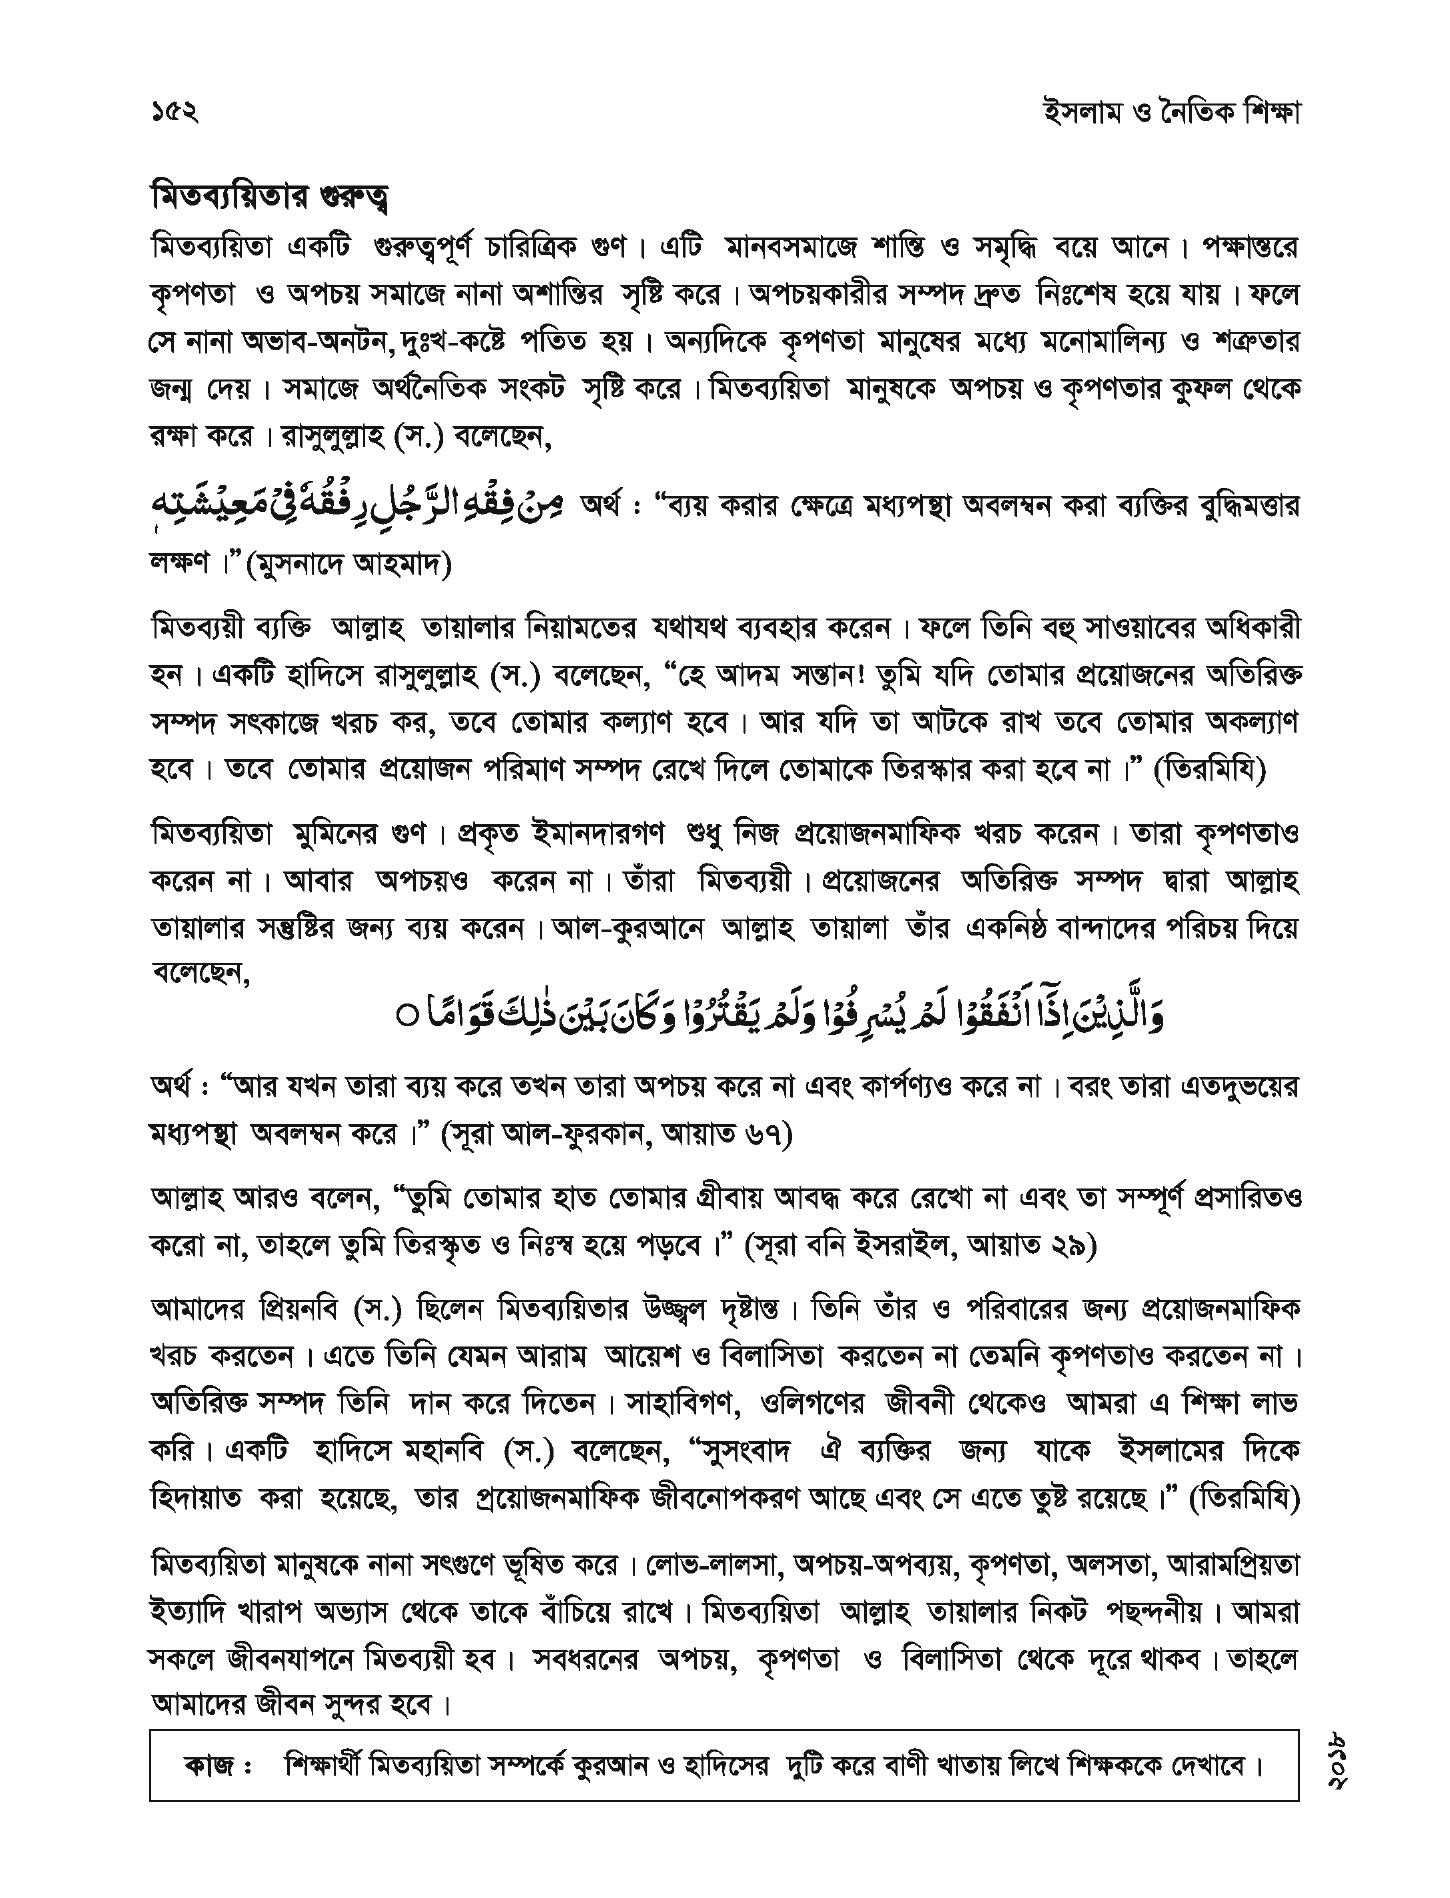 ১৫২
ইসলাম ও নৈতিক শিক্ষা
মিতব্যয়িতার গুরুত্ব
মিতব্যয়িতা একটি গুরুত্বপূর্ণ চারিত্রিক গুণ। এটি মানবসমাজে শান্তি ও সমৃদ্ধি বয়ে আনে। পক্ষান্তরে
কৃপণতা ও অপচয় সমাজে নানা অশান্তির সৃষ্টি করে। অপচয়কারীর সম্পদ দ্রুত নিঃশেষ হয়ে যায়। ফলে
সে নানা অভাব-অনটন, দুঃখ-কষ্টে পতিত হয়। অন্যদিকে কৃপণতা মানুষের মধ্যে মনোমালিন্য ও শত্রুতার
জন্ম দেয়। সমাজে অর্থনৈতিক সংকট সৃষ্টি করে। মিতব্যয়িতা মানুষকে অপচয় ও কৃপণতার কুফল থেকে
রক্ষা করে। রাসুলুল্লাহ (স.) বলেছেন,
مِنْ فِقْهِ الرَّجُلِ رِفْقُهٗ فِيْ مَعِيْشَتِهٖ অর্থ : “ব্যয় করার ক্ষেত্রে মধ্যপন্থা অবলম্বন করা ব্যক্তির বুদ্ধিমত্তার
লক্ষণ।” (মুসনাদে আহমাদ)
মিতব্যয়ী ব্যক্তি আল্লাহ তায়ালার নিয়ামতের যথাযথ ব্যবহার করেন। ফলে তিনি বহু সাওয়াবের অধিকারী
হন। একটি হাদিসে রাসুলুল্লাহ (স.) বলেছেন, “হে আদম সন্তান! তুমি যদি তোমার প্রয়োজনের অতিরিক্ত
সম্পদ সৎকাজে খরচ কর, তবে তোমার কল্যাণ হবে। আর যদি তা আটকে রাখ তবে তোমার অকল্যাণ
হবে। তবে তোমার প্রয়োজন পরিমাণ সম্পদ রেখে দিলে তোমাকে তিরস্কার করা হবে না।” (তিরমিযি)
মিতব্যয়িতা মুমিনের গুণ। প্রকৃত ইমানদারগণ শুধু নিজ প্রয়োজনমাফিক খরচ করেন। তারা কৃপণতাও
করেন না। আবার অপচয়ও করেন না। তাঁরা মিতব্যয়ী। প্রয়োজনের অতিরিক্ত সম্পদ দ্বারা আল্লাহ
তায়ালার সন্তুষ্টির জন্য ব্যয় করেন। আল-কুরআনে আল্লাহ তায়ালা তাঁর একনিষ্ঠ বান্দাদের পরিচয় দিয়ে
বলেছেন,
وَالَّذِيْنَ اِذَآ اَنْفَقُوْا لَمْ يُسْرِفُوْا وَلَمْ يَقْتُرُوْا وَكَانَ بَيْنَ ذٰلِكَ قَوَامًا ○
অর্থ : “আর যখন তারা ব্যয় করে তখন তারা অপচয় করে না এবং কার্পণ্যও করে না। বরং তারা এতদুভয়ের
মধ্যপন্থা অবলম্বন করে।” (সূরা আল-ফুরকান, আয়াত ৬৭)
আল্লাহ আরও বলেন, “তুমি তোমার হাত তোমার গ্রীবায় আবদ্ধ করে রেখো না এবং তা সম্পূর্ণ প্রসারিতও
করো না, তাহলে তুমি তিরস্কৃত ও নিঃস্ব হয়ে পড়বে।” (সূরা বনি ইসরাইল, আয়াত ২৯)
আমাদের প্রিয়নবি (স.) ছিলেন মিতব্যয়িতার উজ্জ্বল দৃষ্টান্ত। তিনি তাঁর ও পরিবারের জন্য প্রয়োজনমাফিক
খরচ করতেন। এতে তিনি যেমন আরাম আয়েশ ও বিলাসিতা করতেন না তেমনি কৃপণতাও করতেন না।
অতিরিক্ত সম্পদ তিনি দান করে দিতেন। সাহাবিগণ, ওলিগণের জীবনী থেকেও আমরা এ শিক্ষা লাভ
করি। একটি হাদিসে মহানবি (স.) বলেছেন, “সুসংবাদ ঐ ব্যক্তির জন্য যাকে ইসলামের দিকে
হিদায়াত করা হয়েছে, তার প্রয়োজনমাফিক জীবনোপকরণ আছে এবং সে এতে তুষ্ট রয়েছে।” (তিরমিযি)
মিতব্যয়িতা মানুষকে নানা সৎগুণে ভূষিত করে। লোভ-লালসা, অপচয়-অপব্যয়, কৃপণতা, অলসতা, আরামপ্রিয়তা
ইত্যাদি খারাপ অভ্যাস থেকে তাকে বাঁচিয়ে রাখে। মিতব্যয়িতা আল্লাহ তায়ালার নিকট পছন্দনীয়। আমরা
সকলে জীবনযাপনে মিতব্যয়ী হব। সবধরনের অপচয়, কৃপণতা ও বিলাসিতা থেকে দূরে থাকব। তাহলে
আমাদের জীবন সুন্দর হবে।
কাজ : শিক্ষার্থী মিতব্যয়িতা সম্পর্কে কুরআন ও হাদিসের দুটি করে বাণী খাতায় লিখে শিক্ষককে দেখাবে।
২০১৮